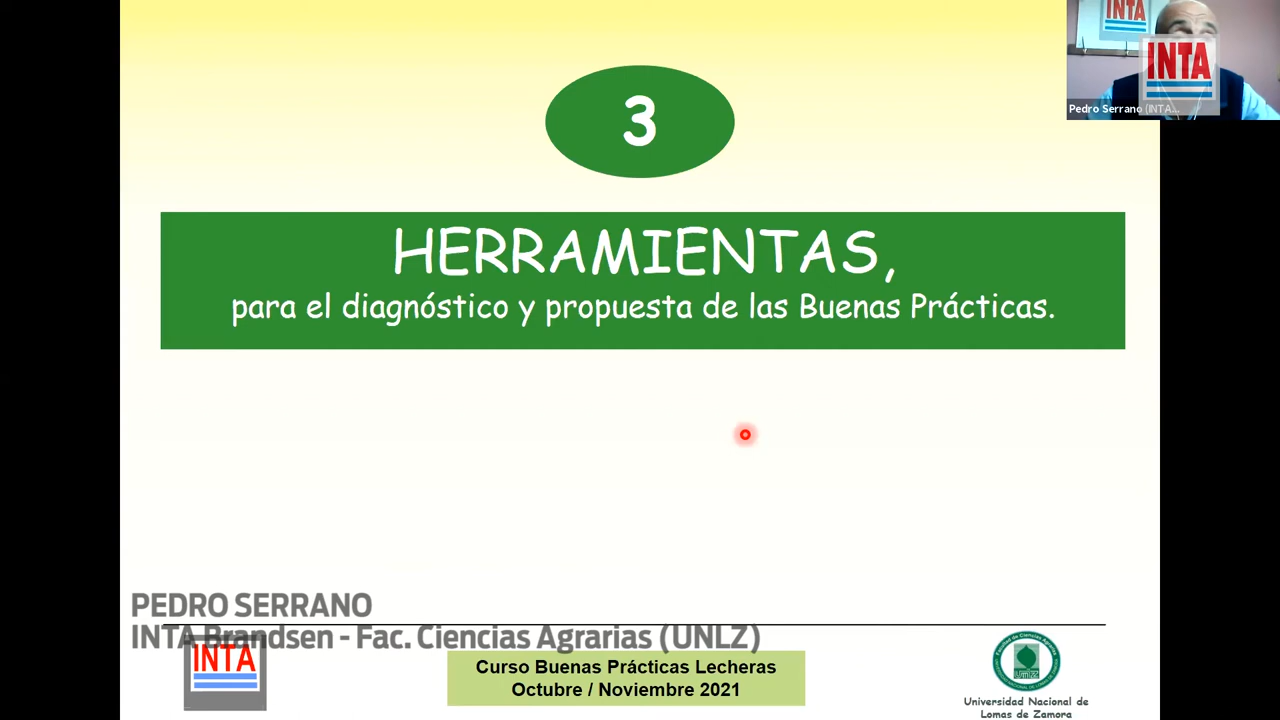 INTA
INTA
Pedro Serrano (INTA...
3
HERRAMIENTAS,
para el diagnóstico y propuesta de las Buenas Prácticas.
PEDRO SERRANO
INTA Brandsen - Fac. Ciencias Agrarias (UNLZ)
INTA
Curso Buenas Prácticas Lecheras
Octubre / Noviembre 2021
Universidad Nacional de
Lomas de Zamora